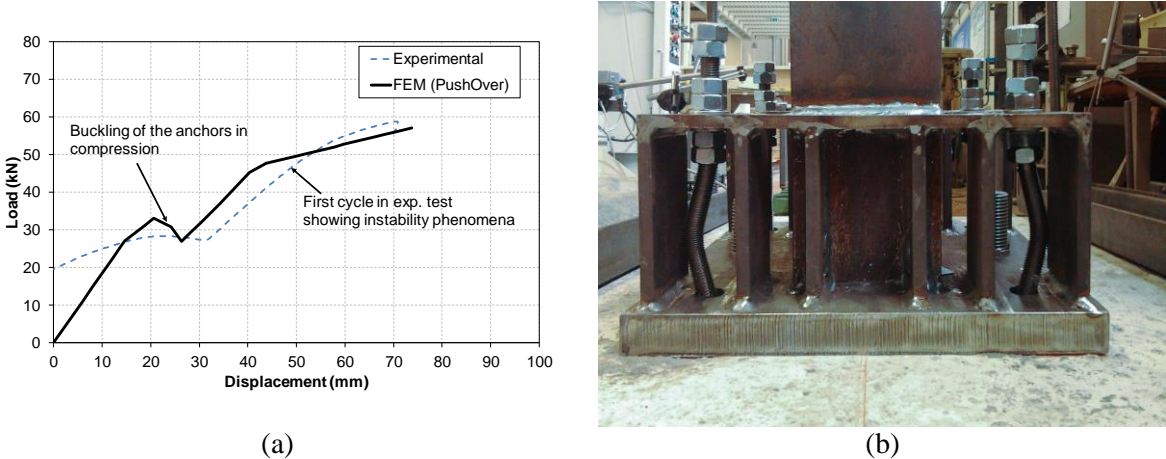 80
70
60
50
40
30
20
10
0
Load (kN)
Experimental
FEM (PushOver)
Buckling of the anchors in
compression
First cycle in exp. test
showing instability phenomena
0 10 20 30 40 50 60 70 80 90 100
Displacement (mm)
(a)
(b)